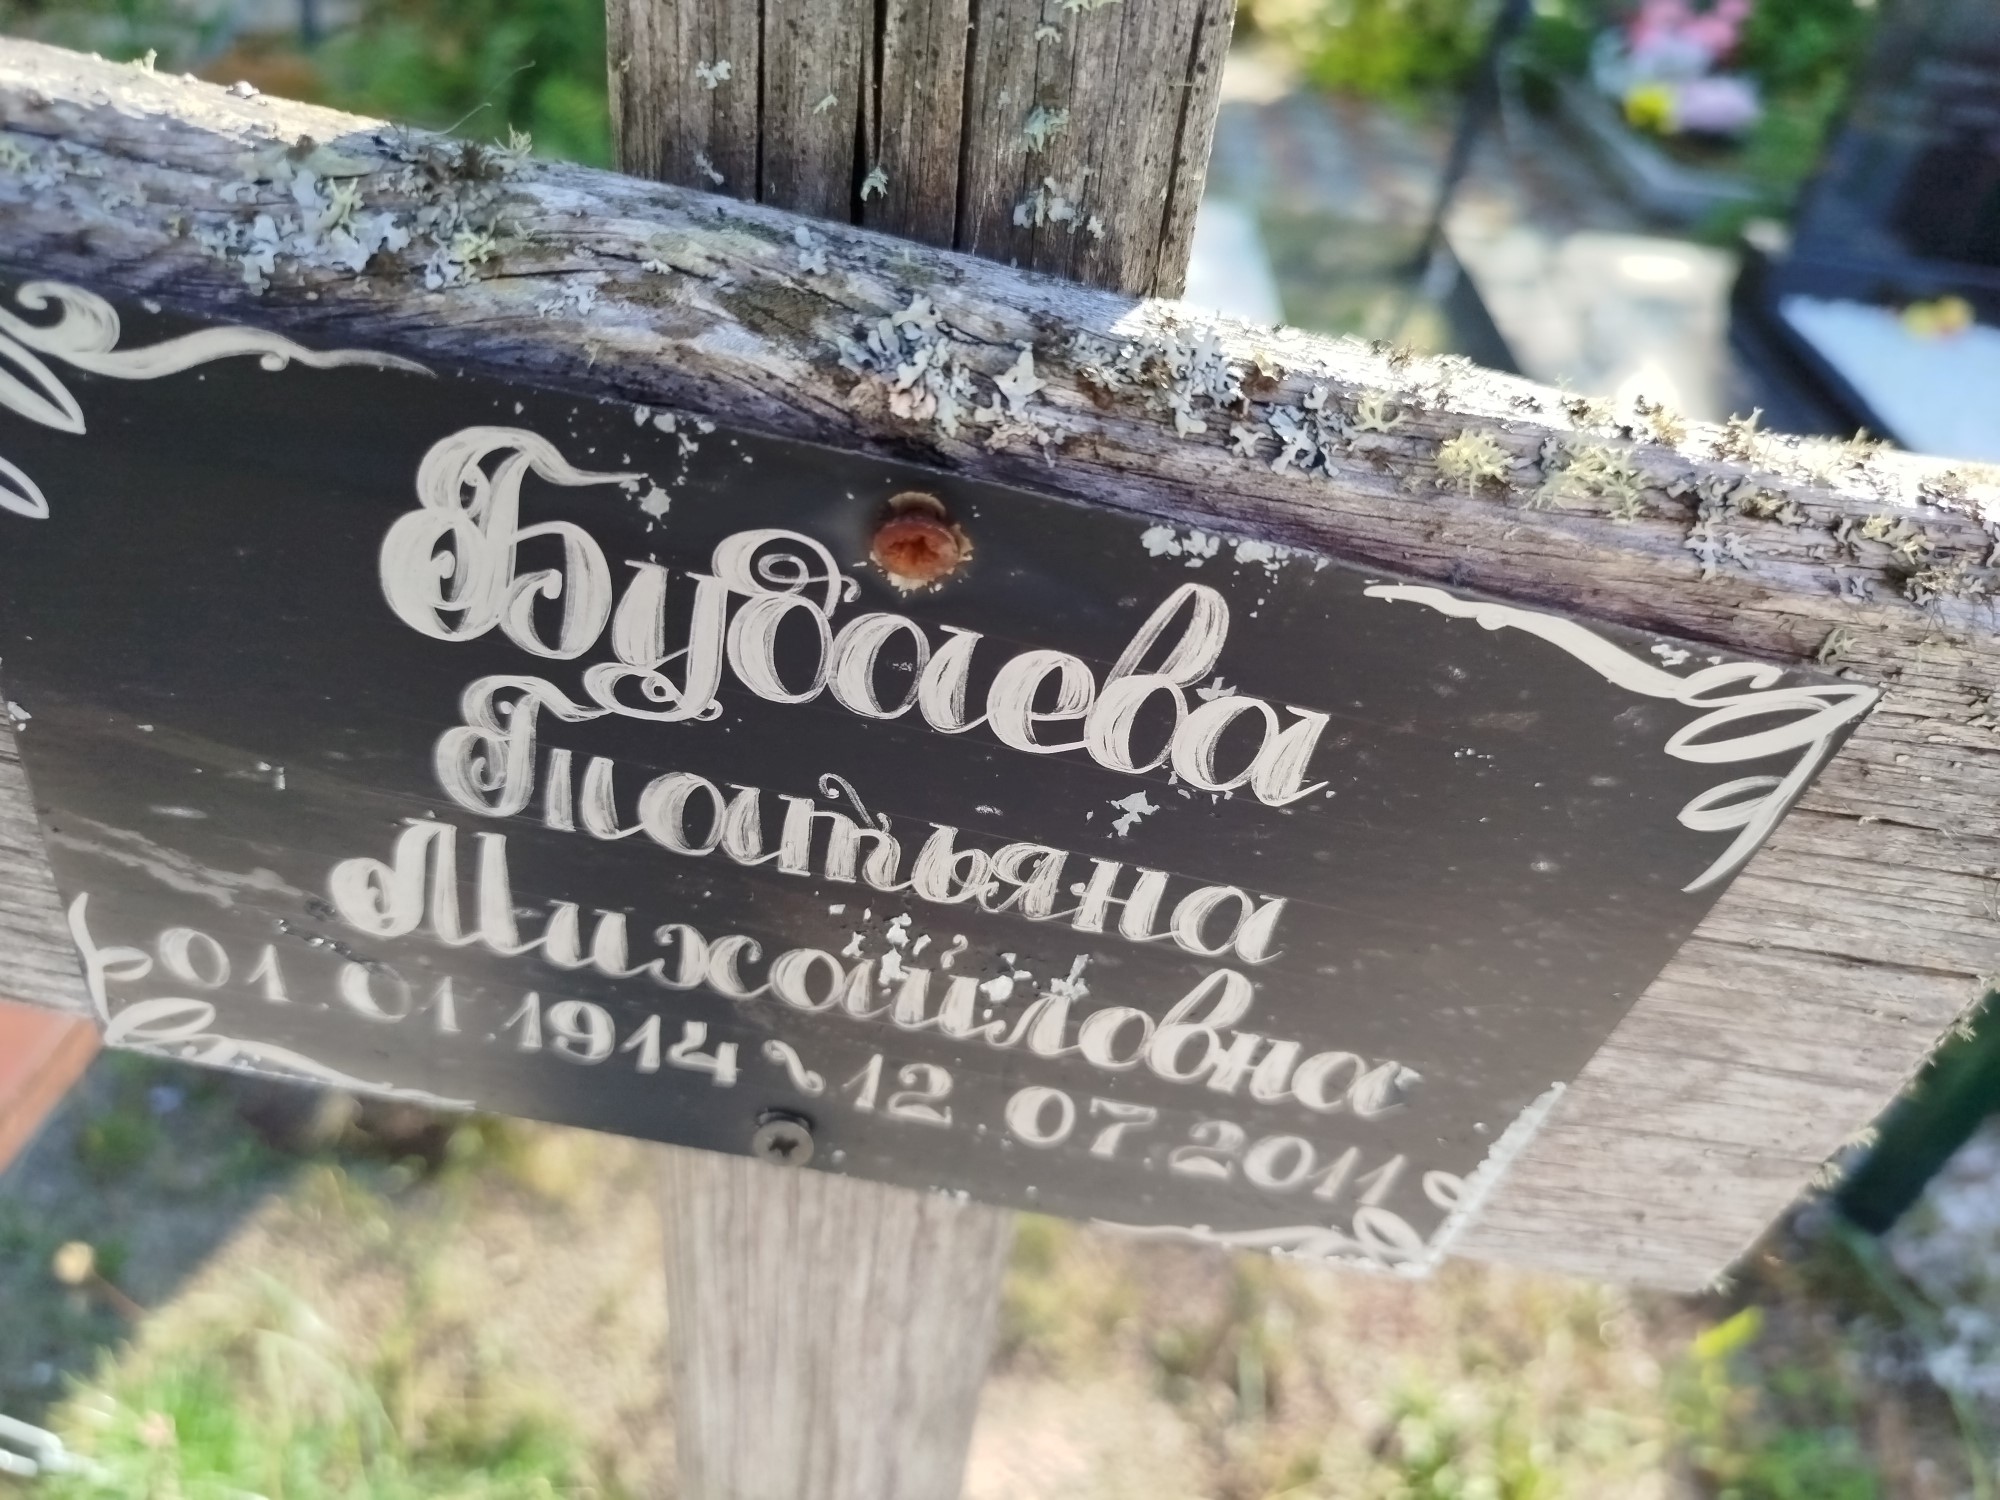 Будаева
Татьяна
Михайловна
01.01.1914 ~ 12.07.2011